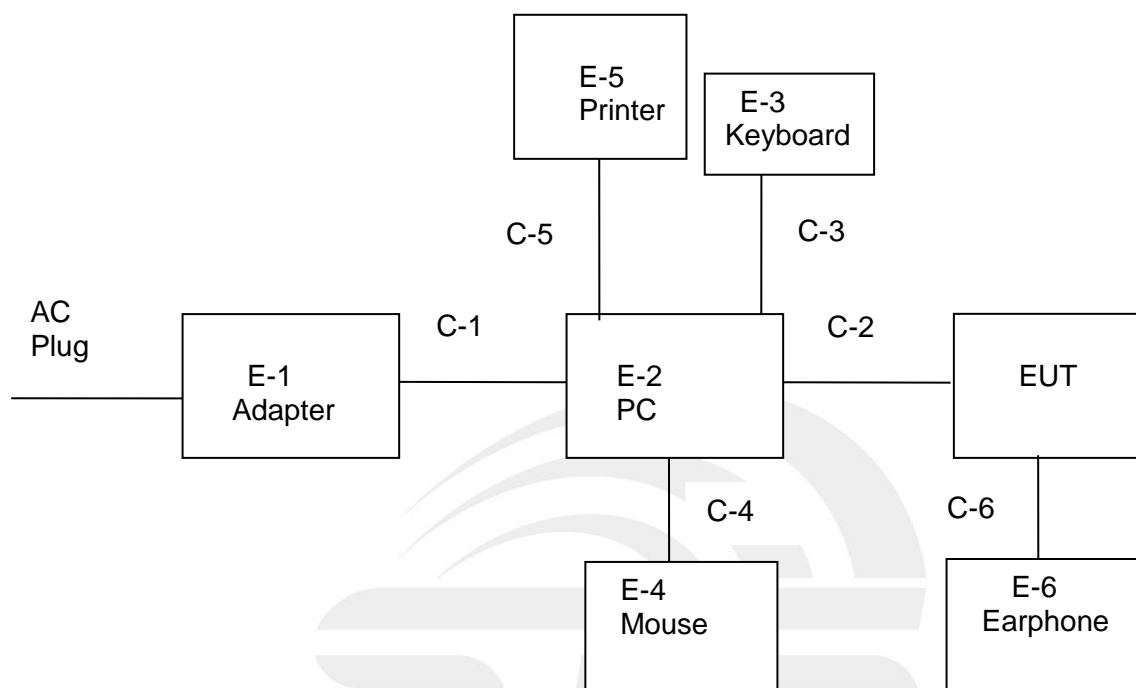 E-5
Printer
E-3
Keyboard
C-5
C-3
AC
Plug
C-1
C-2
E-1
Adapter
E-2
PC
EUT
C-4
C-6
E-4
Mouse
E-6
Earphone